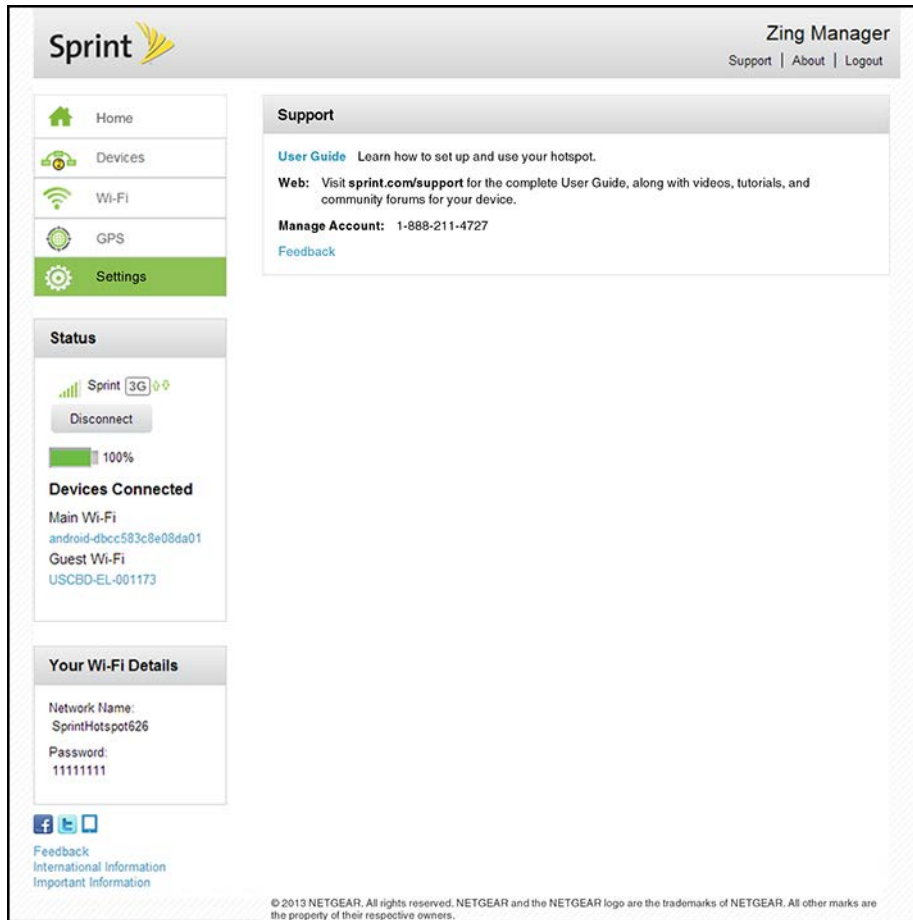 Sprint
Zing Manager
Support | About | Logout
Home
Devices
2
Wi-Fi
GPS
Settings
Support
User Guide Learn how to set up and use your hotspot.
Web: Visit sprint.com/support for the complete User Guide, along with videos, tutorials, and
community forums for your device.
Manage Account: 1-888-211-4727
Feedback
Status
Sprint 3G
Disconnect
100%
Devices Connected
Main Wi-Fi
android-dbcc583c8e08da01
Guest Wi-Fi
USCBD-EL-001173
Your Wi-Fi Details
Network Name:
SprintHotspot626
Password:
11111111
Feedback
International Information
Important Information
© 2013 NETGEAR. All rights reserved. NETGEAR and the NETGEAR logo are the trademarks of NETGEAR. All other marks are
the property of their respective owners.